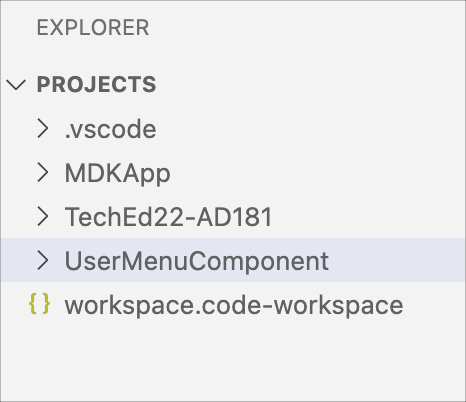 EXPLORER
PROJECTS
.vscode
MDKApp
TechEd22-AD181
UserMenuComponent
{} workspace.code-workspace